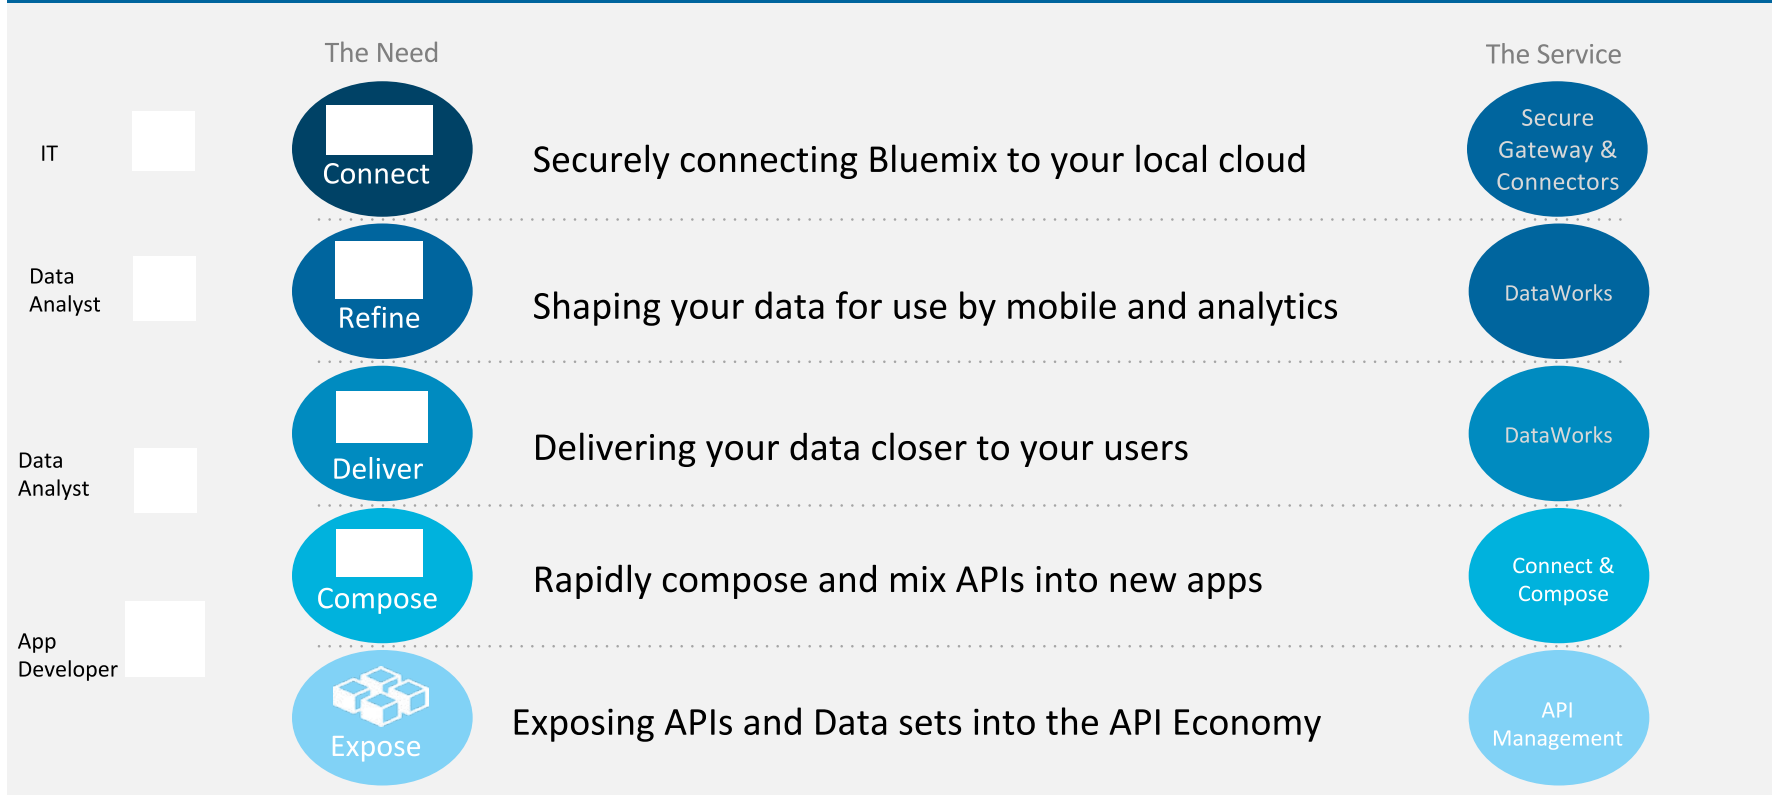 The Need
The Service
IT
Connect
Securely connecting Bluemix to your local cloud
Secure
Gateway &
Connectors
Data
Analyst
Refine
Shaping your data for use by mobile and analytics
DataWorks
Data
Analyst
Deliver
Delivering your data closer to your users
DataWorks
Compose
Rapidly compose and mix APIs into new apps
Connect &
Compose
App
Developer
Expose
Exposing APIs and Data sets into the API Economy
API
Management